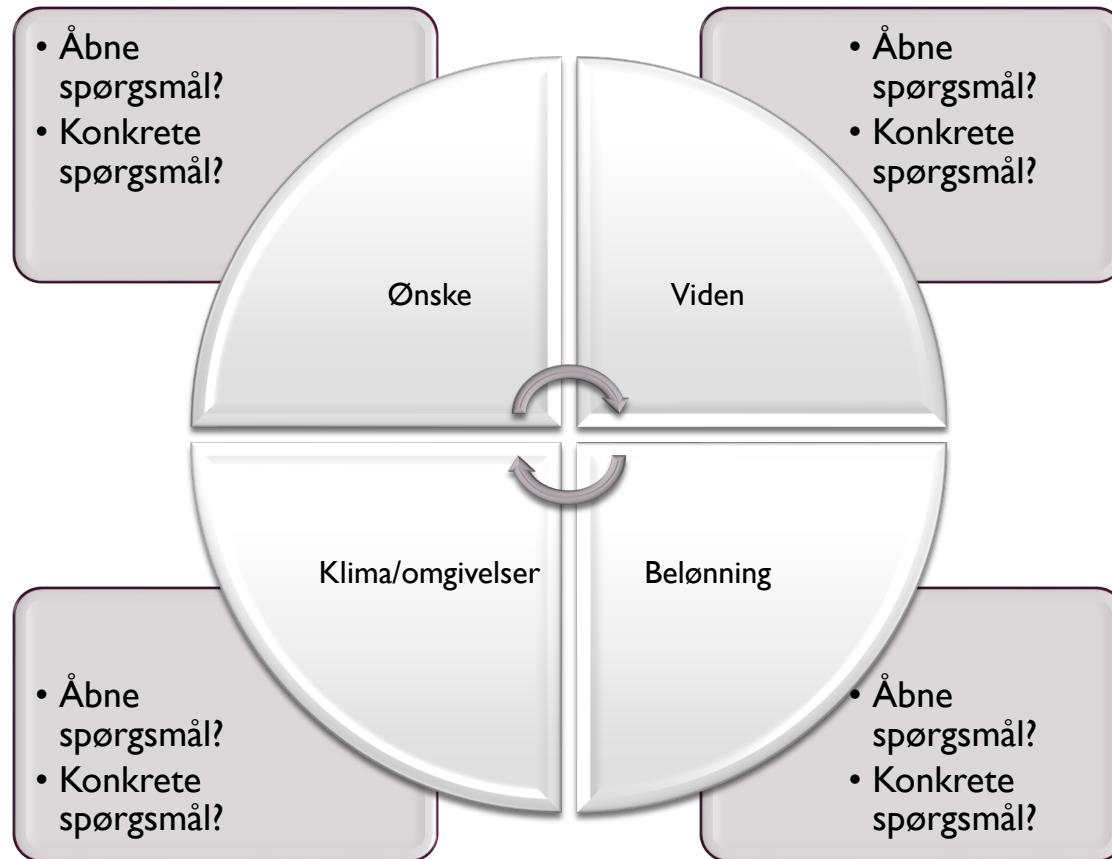 • Åbne
spørgsmål?
• Konkrete
spørgsmål?
• Åbne
spørgsmål?
• Konkrete
spørgsmål?
Ønske
Viden
Klima/omgivelser
Belønning
• Åbne
spørgsmål?
• Konkrete
spørgsmål?
• Åbne
spørgsmål?
• Konkrete
spørgsmål?